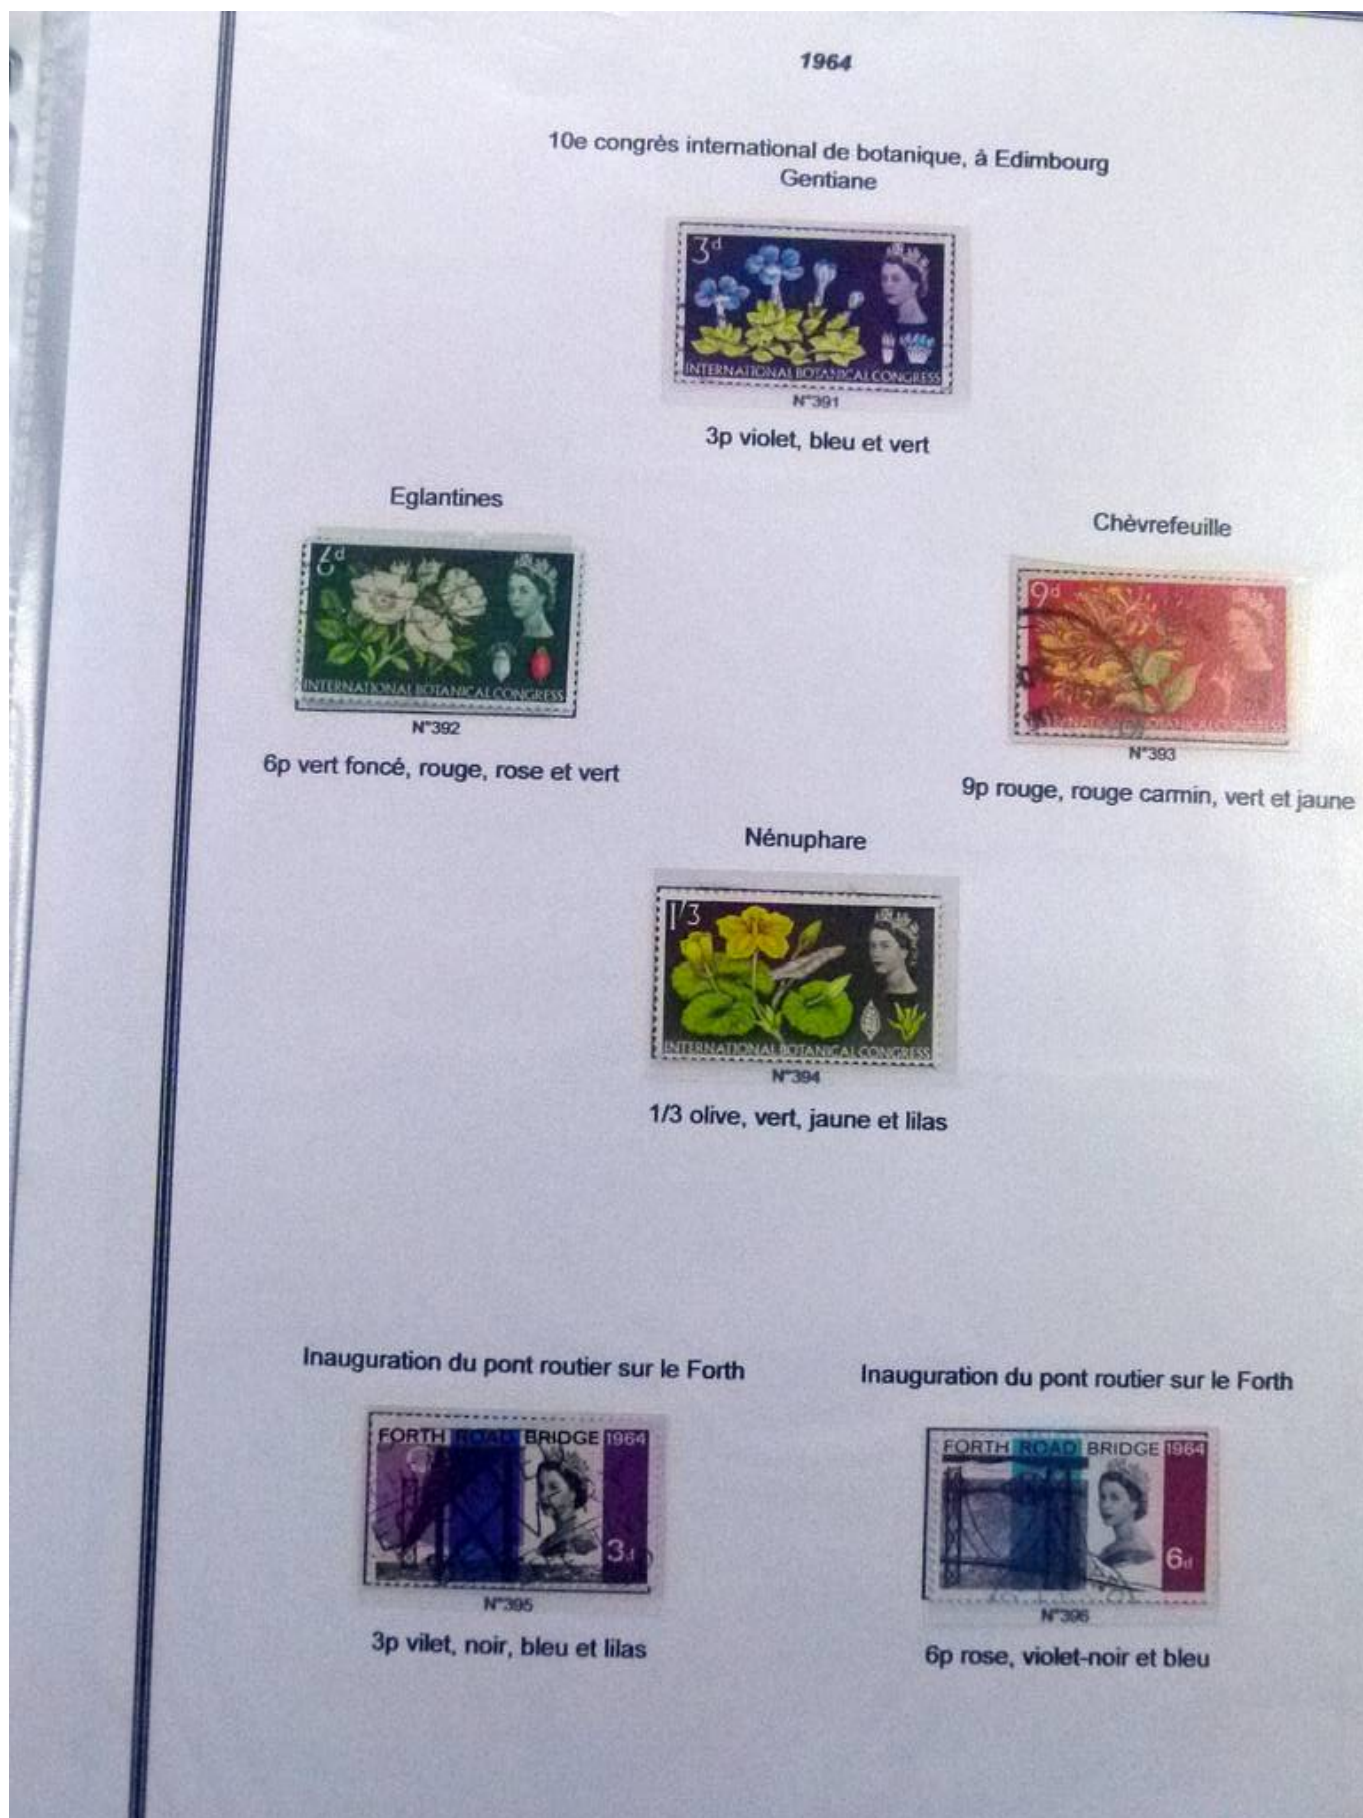 1964
10e congrès international de botanique, à Edimbourg
Gentiane
3d
INTERNATIONAL BOTANICAL CONGRESS
N°391
3p violet, bleu et vert
Eglantines
6d
INTERNATIONAL BOTANICAL CONGRESS
N°392
6p vert foncé, rouge, rose et vert
Chèvrefeuille
9d
BOTANICAL CONGRESS
N°393
9p rouge, rouge carmin, vert et jaune
Nénuphare
1/3
INTERNATIONAL BOTANICAL CONGRESS
N°394
1/3 olive, vert, jaune et lilas
Inauguration du pont routier sur le Forth
FORTH ROAD BRIDGE 1964
3d
N°395
3p vilet, noir, bleu et lilas
Inauguration du pont routier sur le Forth
FORTH ROAD BRIDGE 1964
6d
N°396
6p rose, violet-noir et bleu